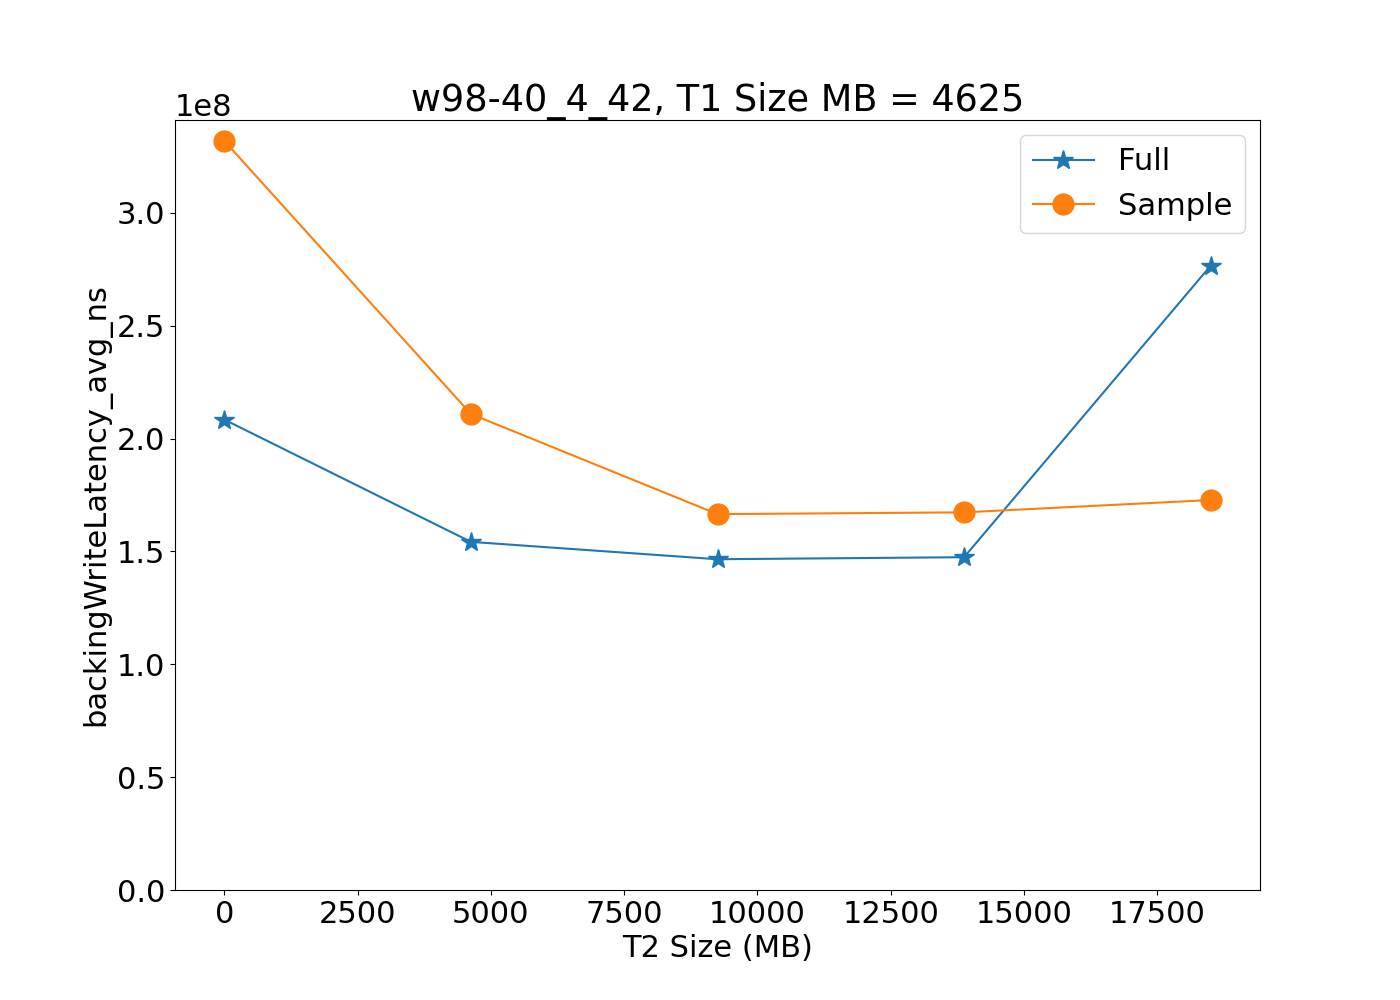 w98-40_4_42, T1 Size MB = 4625
1e8
Full
Sample
3.0
2.5
2.0
1.5
1.0
0.5
0.0
backingWriteLatency_avg_ns
0 2500 5000 7500 10000 12500 15000 17500
T2 Size (MB)